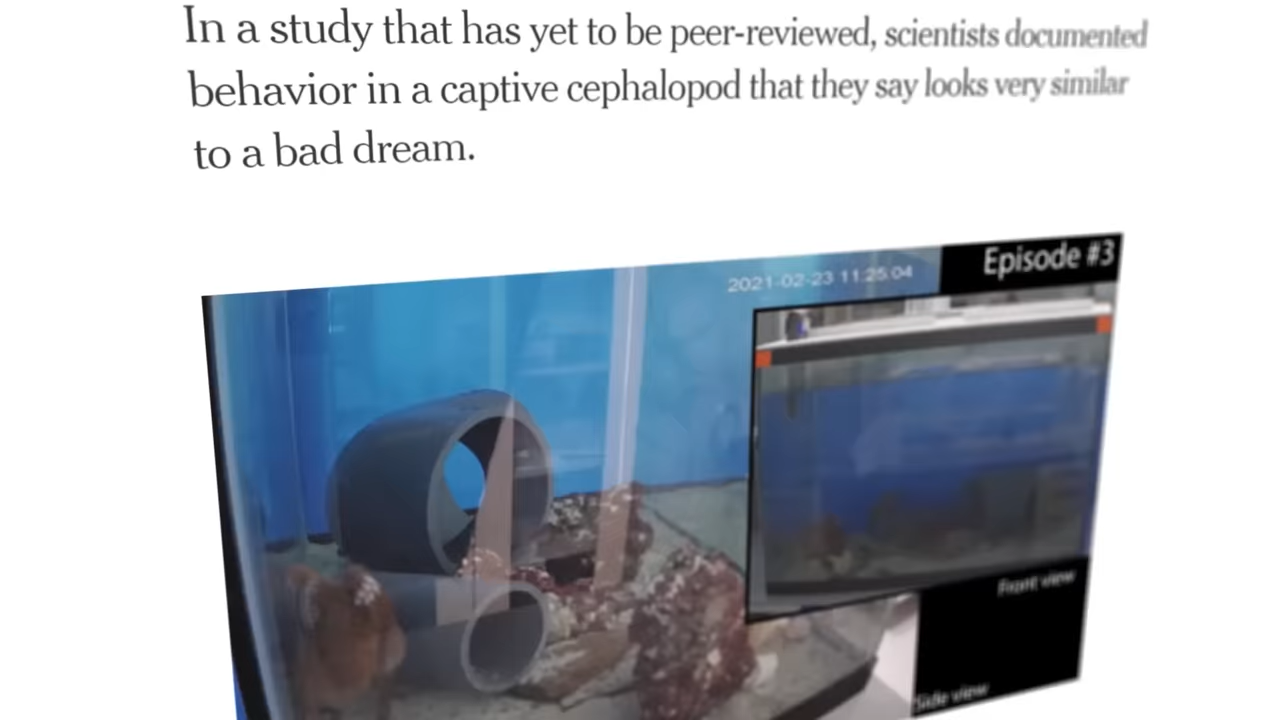 In a study that has yet to be peer-reviewed, scientists documented
behavior in a captive cephalopod that they say looks very similar
to a bad dream.
2021-02-23 11:25:04
Episode #3
Front view
Side view